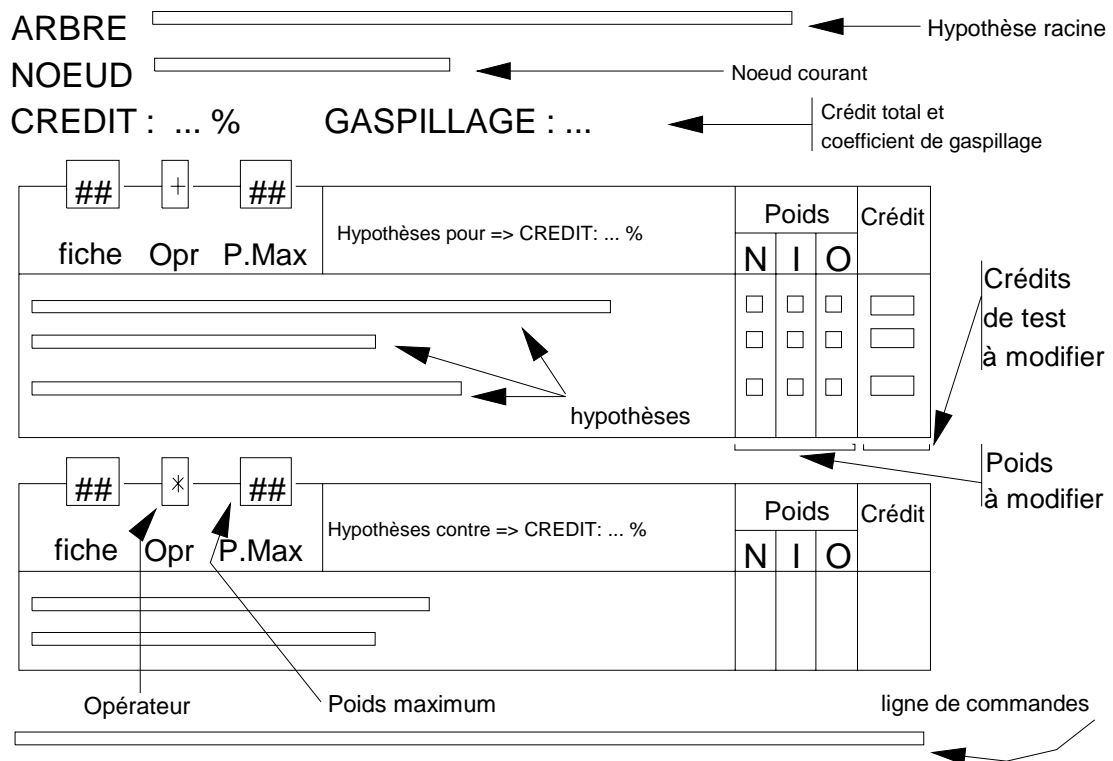 ARBRE
Hypothèse racine
NOEUD
Noeud courant
CREDIT : ... %
GASPILLAGE : ...
Crédit total et
coefficient de gaspillage
## + ##
fiche Opr P.Max
Hypothèses pour => CREDIT: ... %
Poids
Crédit
N I O
Crédits
de test
à modifier
hypothèses
Poids
à modifier
## * ##
fiche Opr P.Max
Hypothèses contre => CREDIT: ... %
Poids
Crédit
N I O
Opérateur
Poids maximum
ligne de commandes